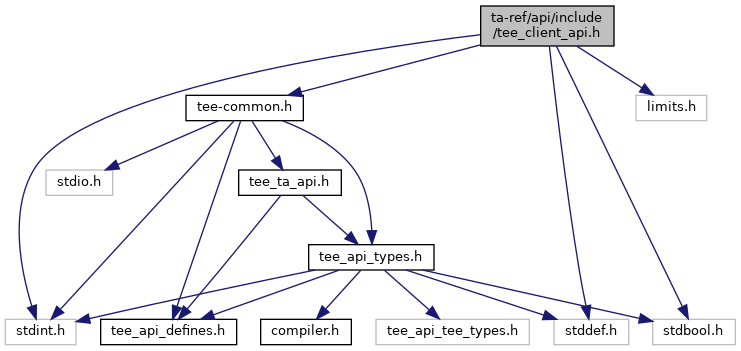 ta-ref/api/include
/tee_client_api.h
tee-common.h
limits.h
stdio.h
tee_ta_api.h
tee_api_types.h
stdint.h
tee_api_defines.h
compiler.h
tee_api_tee_types.h
stddef.h
stdbool.h